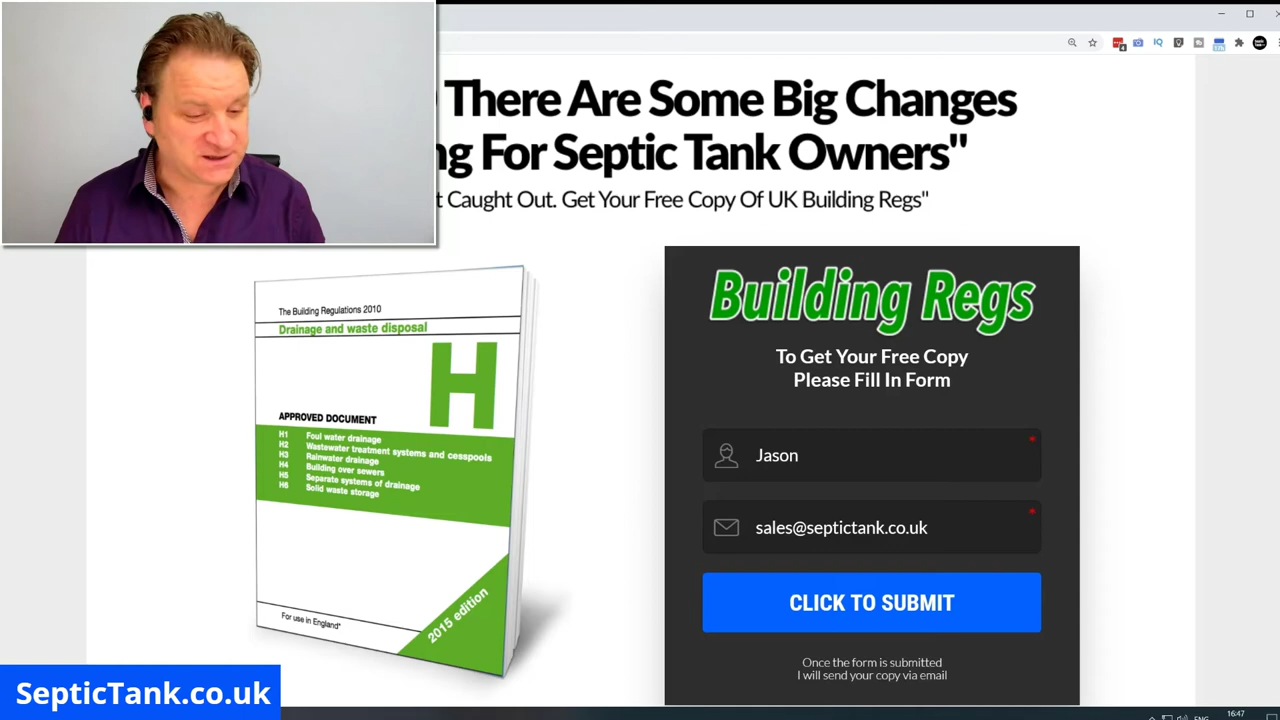 There Are Some Big Changes
For Septic Tank Owners"
Caught Out. Get Your Free Copy Of UK Building Regs"
The Building Regulations 2010
Drainage and waste disposal
H
APPROVED DOCUMENT
H1 Foul water drainage
H2 Wastewater treatment systems and cesspools
H3 Rainwater drainage
H4 Building over sewers
H5 Separate systems of drainage
H6 Solid waste storage
For use in England*
2015 edition
Building Regs
To Get Your Free Copy
Please Fill In Form
Jason
*
sales@septictank.co.uk
*
CLICK TO SUBMIT
Once the form is submitted
I will send your copy via email
SepticTank.co.uk
ENG
16:47